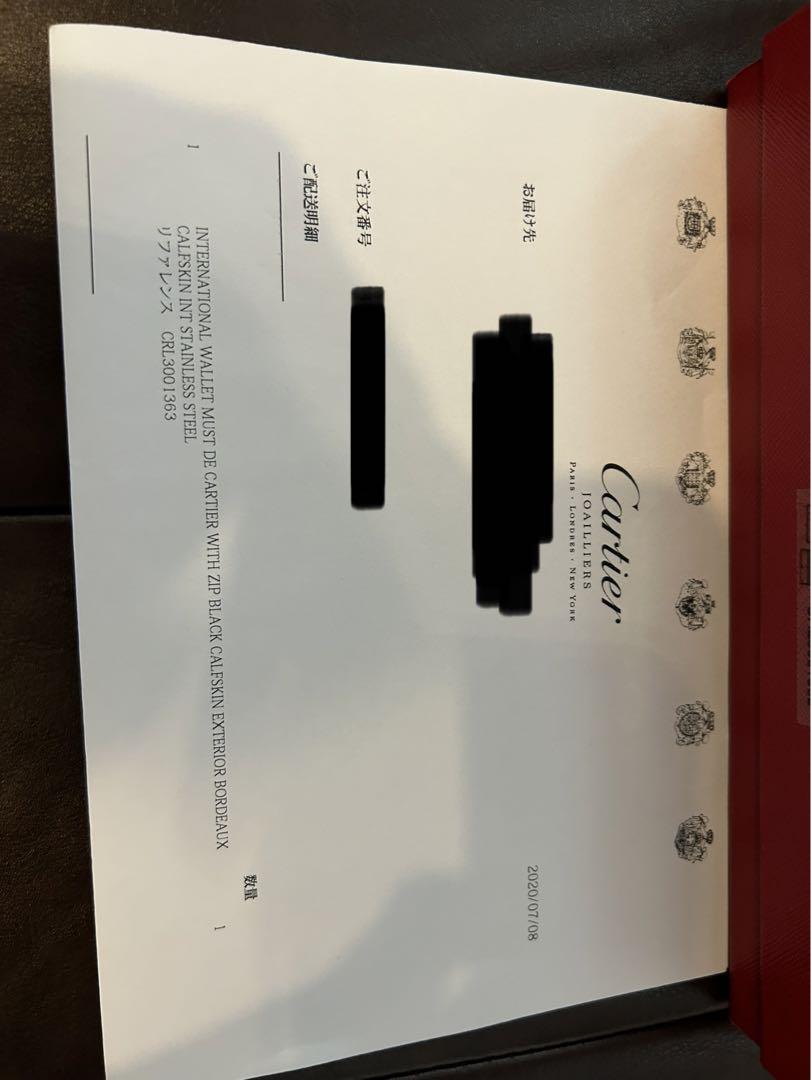 Cartier
JOAILLIERS
PARIS · LONDRES · NEW YORK
2020/07/08
お届け先
ご注文番号
ご配送明細
数量
1 INTERNATIONAL WALLET MUST DE CARTIER WITH ZIP BLACK CALFSKIN EXTERIOR BORDEAUX 1
CALFSKIN INT STAINLESS STEEL
リファレンス CRL3001363